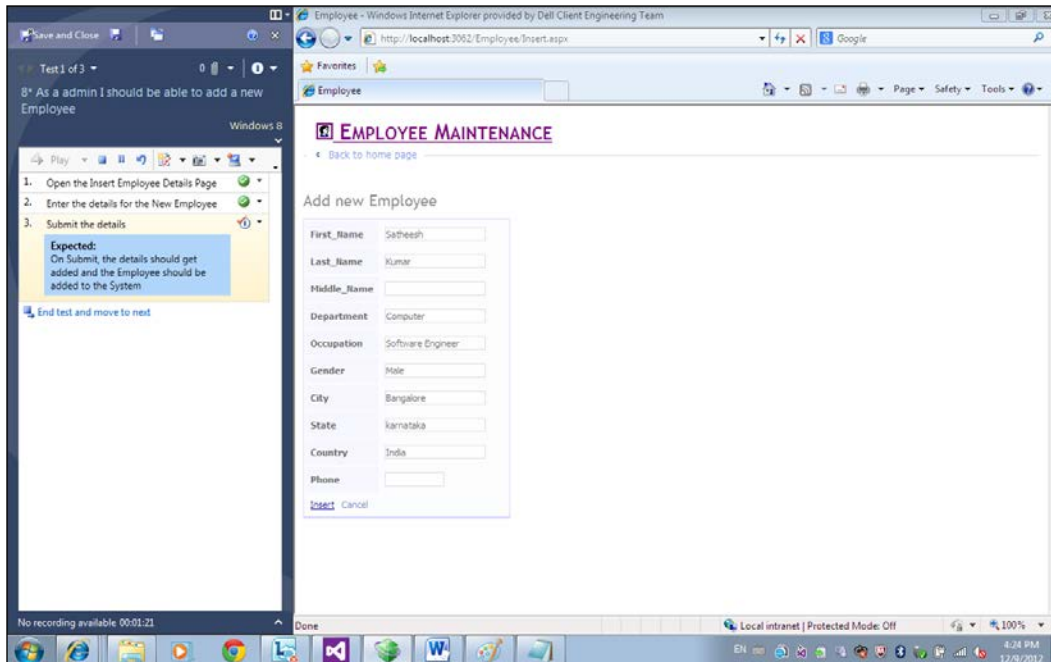 Employee - Windows Internet Explorer provided by Dell Client Engineering Team
Save and Close
http://localhost:3062/Employee/Insert.aspx
Google
Test 1 of 3
0
0
Favorites
8* As a admin I should be able to add a new
Employee
Employee
Page
Safety
Tools
Windows 8
EMPLOYEE MAINTENANCE
Play
Back to home page
1. Open the Insert Employee Details Page
2. Enter the details for the New Employee
3. Submit the details
Expected:
On Submit, the details should get
added and the Employee should be
added to the System
End test and move to next
Add new Employee
First_Name Satheesh
Last_Name Kumar
Middle_Name
Department Computer
Occupation Software Engineer
Gender Male
City Bangalore
State karnataka
Country India
Phone
Insert Cancel
No recording available 00:01:21
Done
Local intranet | Protected Mode: Off
100%
EN
4:24 PM
12/9/2012